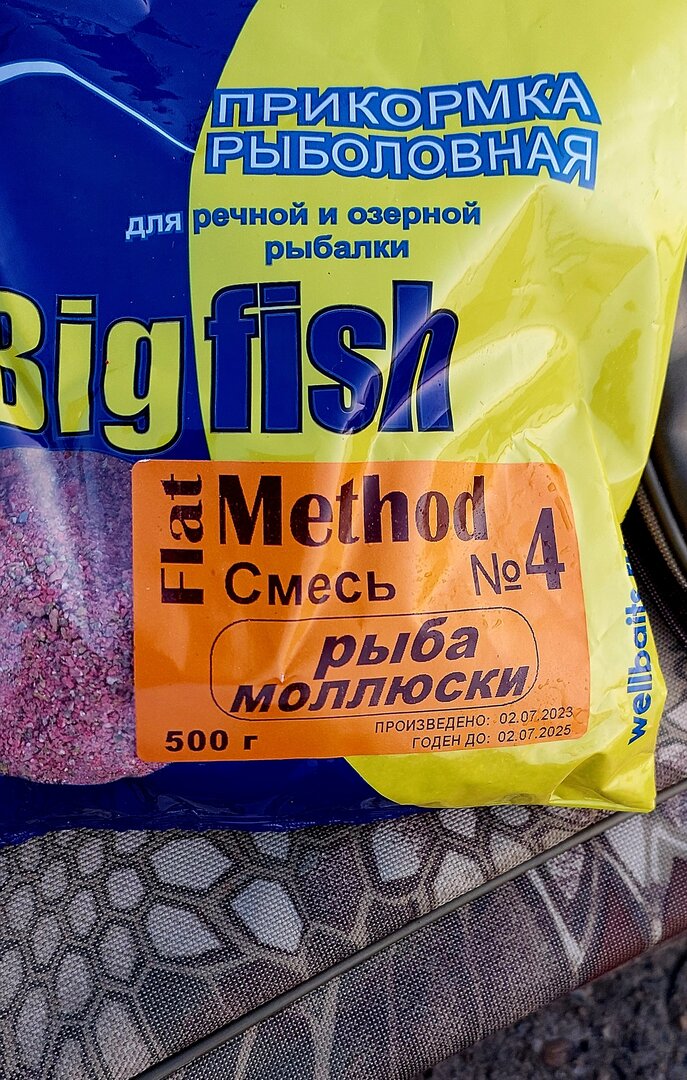 ПРИКОРМКА
РЫБОЛОВНАЯ
для речной и озерной
рыбалки
Big fish
Flat
Method
Смесь №4
рыба
моллюски
500 г
ПРОИЗВЕДЕНО: 02.07.2023
ГОДЕН ДО: 02.07.2025
wellbaits